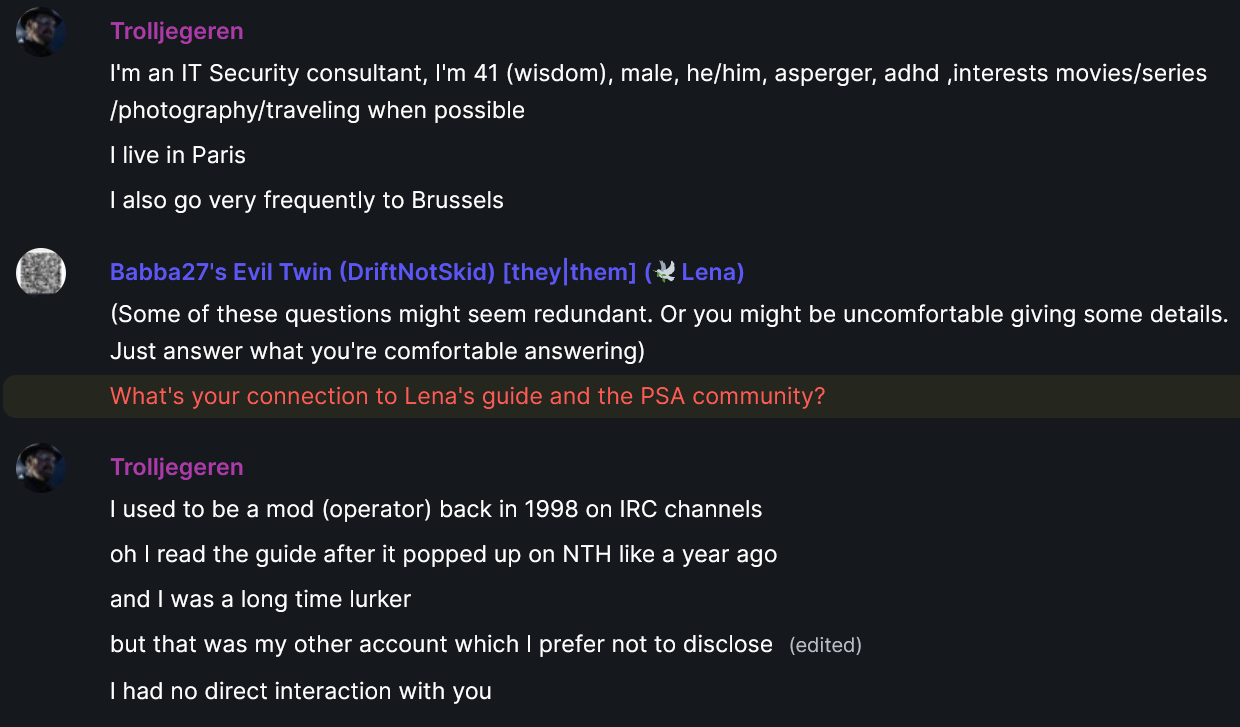 Trolljegeren
I'm an IT Security consultant, I'm 41 (wisdom), male, he/him, asperger, adhd ,interests movies/series
/photography/traveling when possible
I live in Paris
I also go very frequently to Brussels
Babba27's Evil Twin (DriftNotSkid) [they|them] (🕊️ Lena)
(Some of these questions might seem redundant. Or you might be uncomfortable giving some details.
Just answer what you're comfortable answering)
What's your connection to Lena's guide and the PSA community?
Trolljegeren
I used to be a mod (operator) back in 1998 on IRC channels
oh I read the guide after it popped up on NTH like a year ago
and I was a long time lurker
but that was my other account which I prefer not to disclose (edited)
I had no direct interaction with you